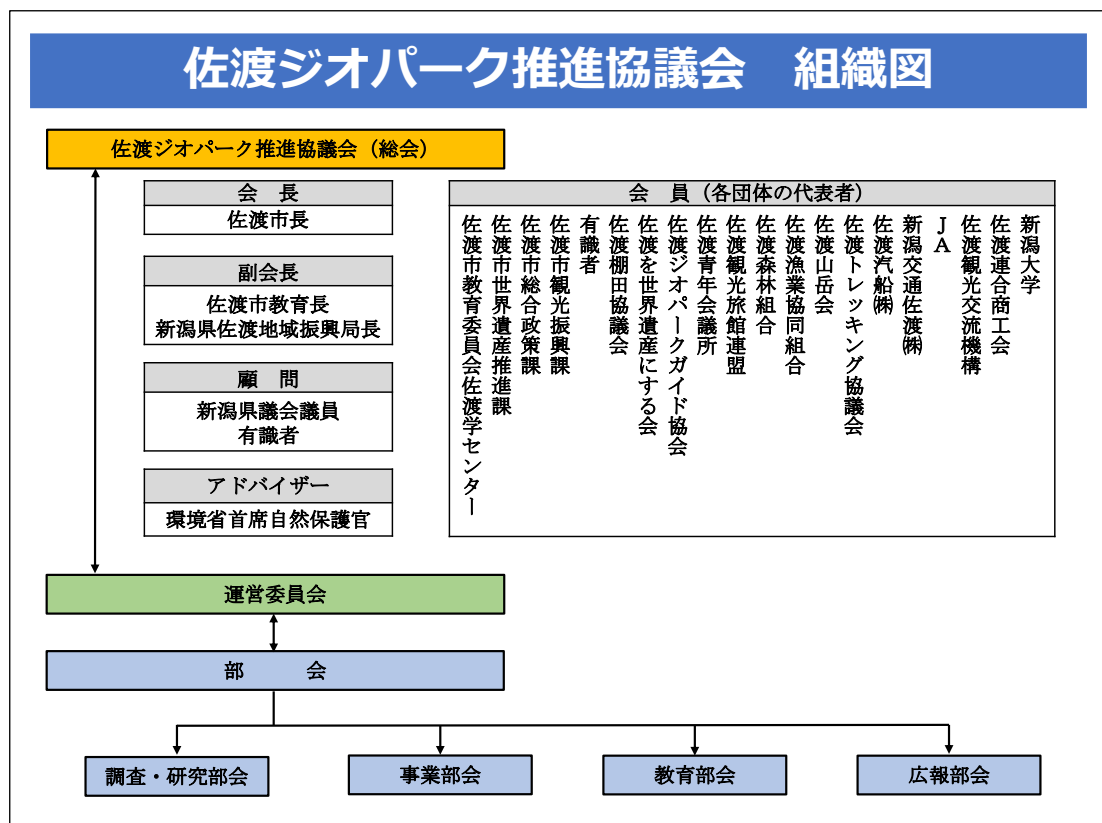 佐渡ジオパーク推進協議会　組織図
佐渡ジオパーク推進協議会（総会）
会　長
佐渡市長
副会長
佐渡市教育長
新潟県佐渡地域振興局長
顧　問
新潟県議会議員
有識者
アドバイザー
環境省首席自然保護官
会　員（各団体の代表者）
新潟大学
佐渡連合商工会
佐渡観光交流機構
ＪＡ
新潟交通佐渡㈱
佐渡汽船㈱
佐渡トレッキング協議会
佐渡山岳会
佐渡漁業協同組合
佐渡森林組合
佐渡観光旅館連盟
佐渡青年会議所
佐渡ジオパークガイド協会
佐渡を世界遺産にする会
佐渡棚田協議会
有識者
佐渡市観光振興課
佐渡市総合政策課
佐渡市世界遺産推進課
佐渡市教育委員会佐渡学センター
運営委員会
部　　　会
調査・研究部会
事業部会
教育部会
広報部会